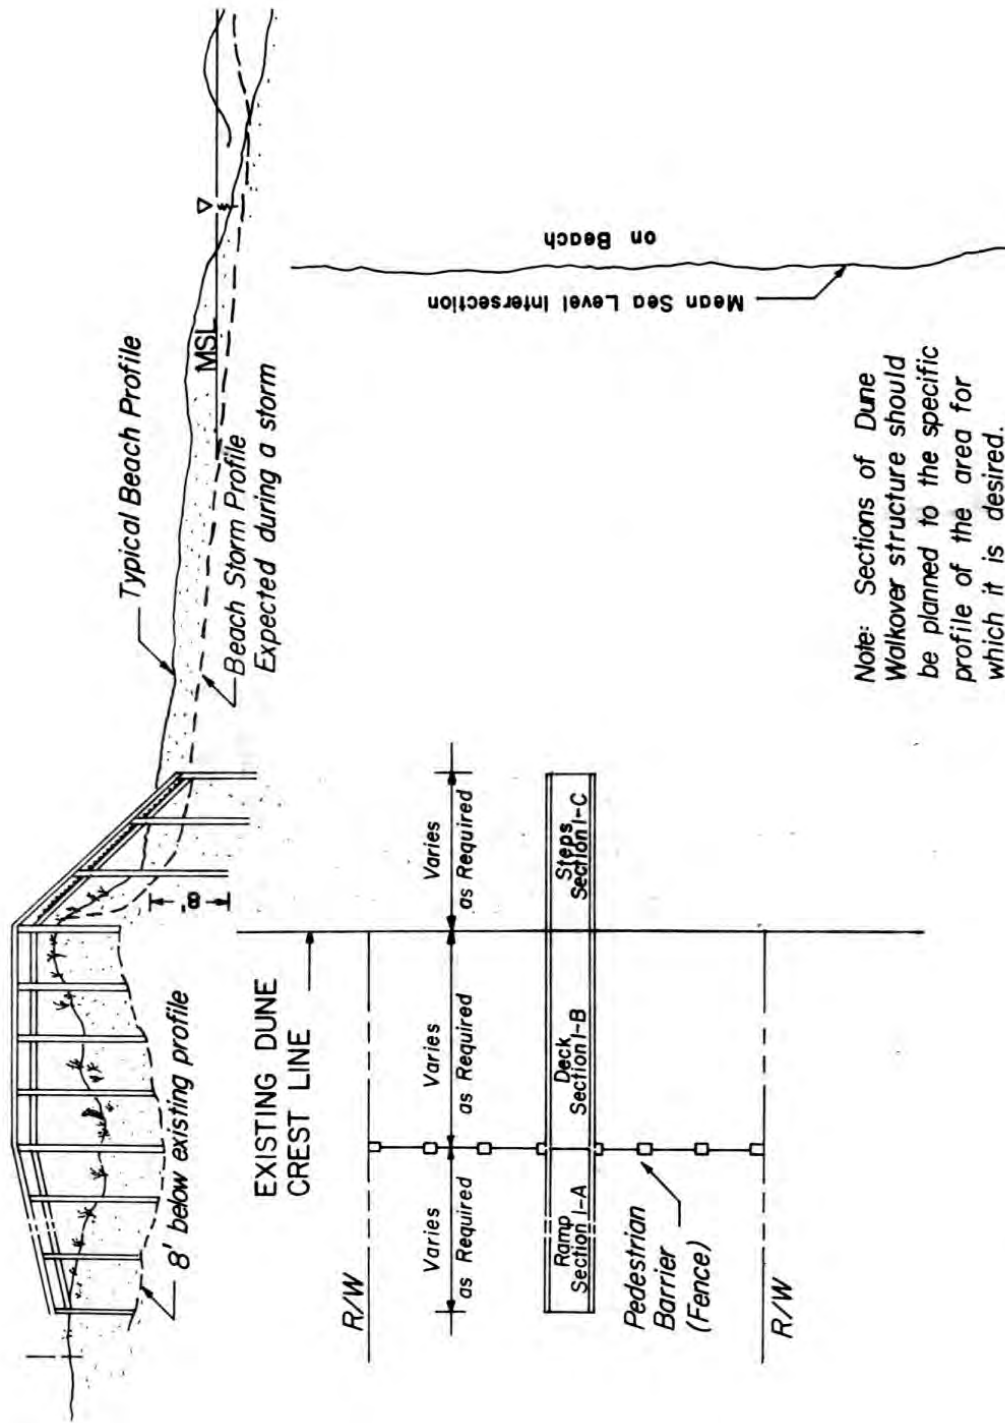 Typical Beach Profile
MSL
Beach Storm Profile
Expected during a storm
8'
8' below existing profile
EXISTING DUNE
CREST LINE
Mean Sea Level Intersection
on Beach
R/W
Varies
as Required
Varies
as Required
Varies
as Required
Ramp
Section I-A
Deck
Section I-B
Steps
Section I-C
Pedestrian
Barrier
(Fence)
R/W
Note: Sections of Dune
Walkover structure should
be planned to the specific
profile of the area for
which it is desired.